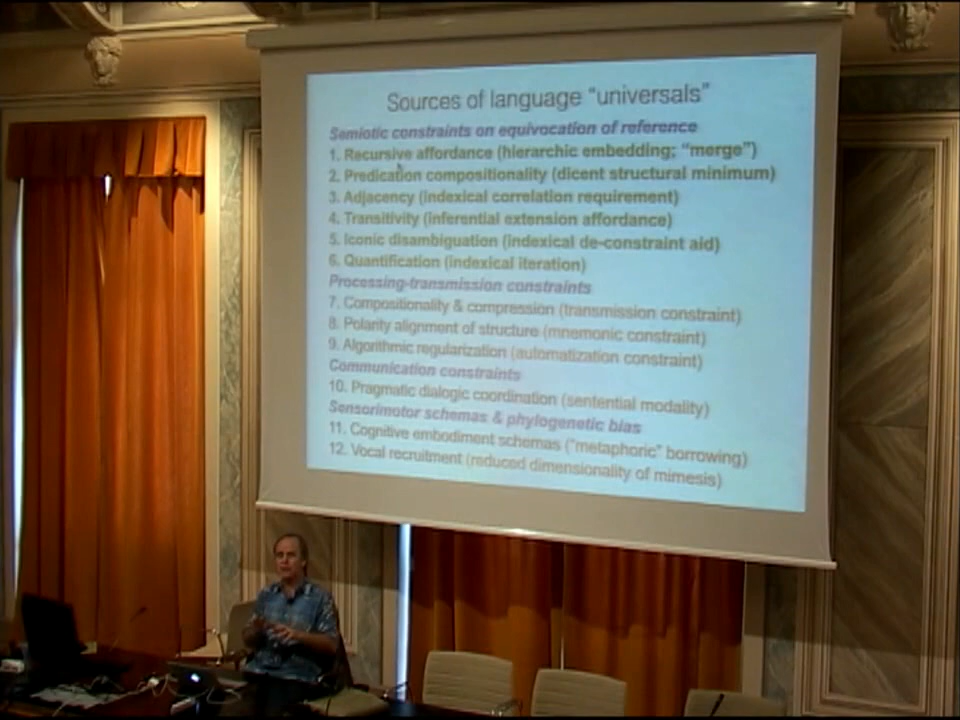 Sources of language “universals”
Semiotic constraints on equivocation of reference
1. Recursive affordance (hierarchic embedding; “merge”)
2. Predication compositionality (dicent structural minimum)
3. Adjacency (indexical correlation requirement)
4. Transitivity (inferential extension affordance)
5. Iconic disambiguation (indexical de-constraint aid)
6. Quantification (indexical iteration)
Processing-transmission constraints
7. Compositionality & compression (transmission constraint)
8. Polarity alignment of structure (mnemonic constraint)
9. Algorithmic regularization (automatization constraint)
Communication constraints
10. Pragmatic dialogic coordination (sentential modality)
Sensorimotor schemas & phylogenetic bias
11. Cognitive embodiment schemas (“metaphoric” borrowing)
12. Vocal recruitment (reduced dimensionality of mimesis)